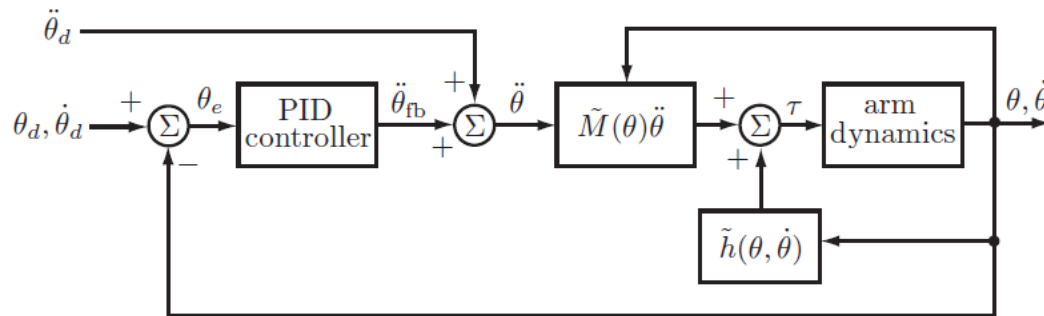 θ̈_d
θ_d, θ̇_d
+
−
Σ
θ_e
PID
controller
θ̈_fb
+
+
Σ
θ̈
M̃(θ)θ̈
+
+
Σ
τ
arm
dynamics
θ, θ̇
h̃(θ, θ̇)